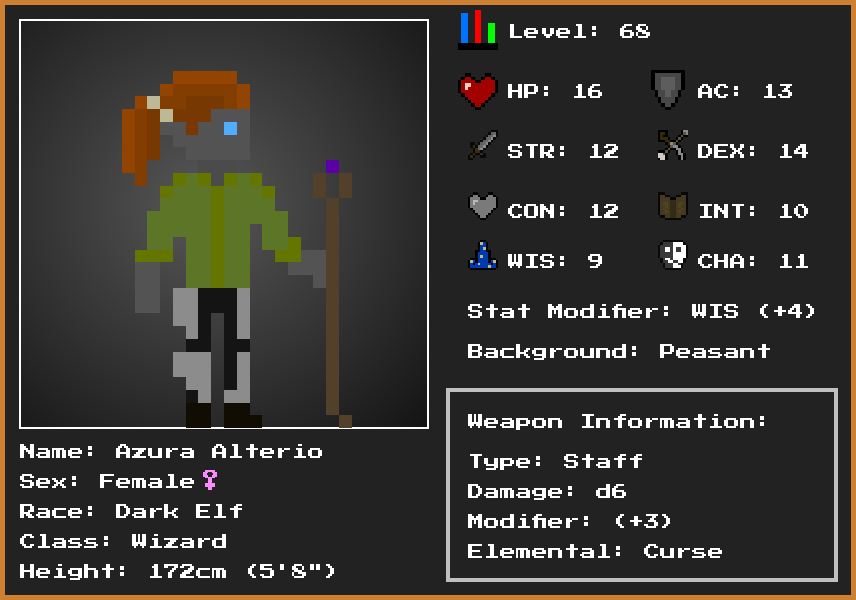 Level: 68
HP: 16 AC: 13
STR: 12 DEX: 14
CON: 12 INT: 10
WIS: 9 CHA: 11
Stat Modifier: WIS (+4)
Background: Peasant
Weapon Information:
Type: Staff
Damage: d6
Modifier: (+3)
Elemental: Curse
Name: Azura Alterio
Sex: Female♀
Race: Dark Elf
Class: Wizard
Height: 172cm (5'8")